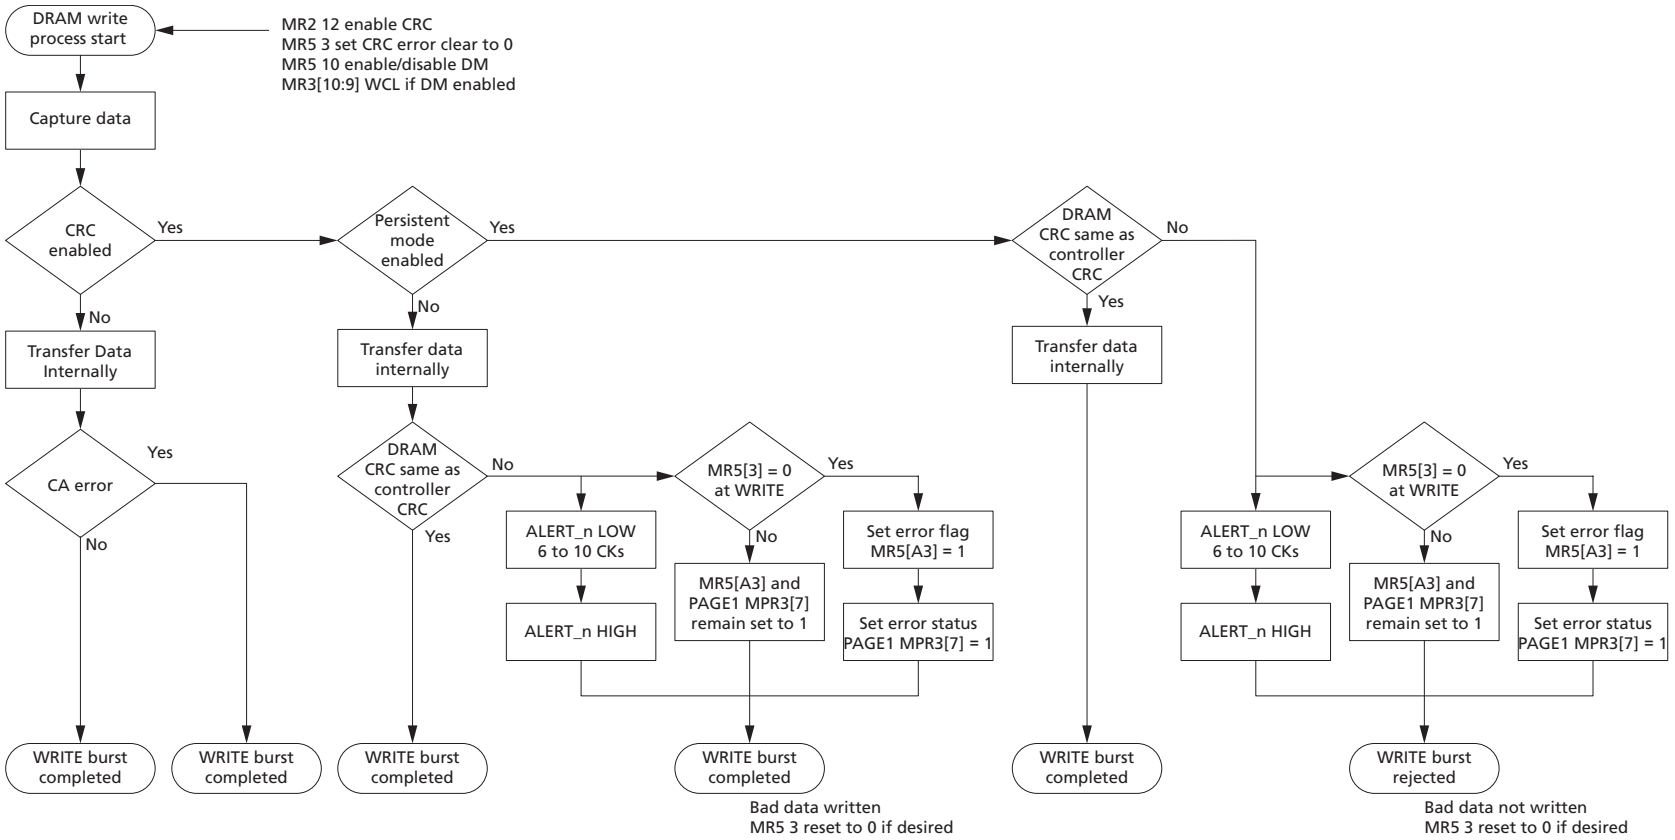 DRAM write
process start
MR2 12 enable CRC
MR5 3 set CRC error clear to 0
MR5 10 enable/disable DM
MR3[10:9] WCL if DM enabled
Capture data
CRC
enabled
Yes
Persistent
mode
enabled
Yes
DRAM
CRC same as
controller
CRC
No
No
No
Yes
Transfer Data
Internally
Transfer data
internally
Transfer data
internally
CA error
Yes
DRAM
CRC same as
controller
CRC
No
MR5[3] = 0
at WRITE
Yes
MR5[3] = 0
at WRITE
Yes
No
Yes
ALERT_n LOW
6 to 10 CKs
No
Set error flag
MR5[A3] = 1
ALERT_n LOW
6 to 10 CKs
No
Set error flag
MR5[A3] = 1
ALERT_n HIGH
MR5[A3] and
PAGE1 MPR3[7]
remain set to 1
Set error status
PAGE1 MPR3[7] = 1
ALERT_n HIGH
MR5[A3] and
PAGE1 MPR3[7]
remain set to 1
Set error status
PAGE1 MPR3[7] = 1
WRITE burst
completed
WRITE burst
completed
WRITE burst
completed
WRITE burst
completed
WRITE burst
completed
WRITE burst
rejected
Bad data written
MR5 3 reset to 0 if desired
Bad data not written
MR5 3 reset to 0 if desired